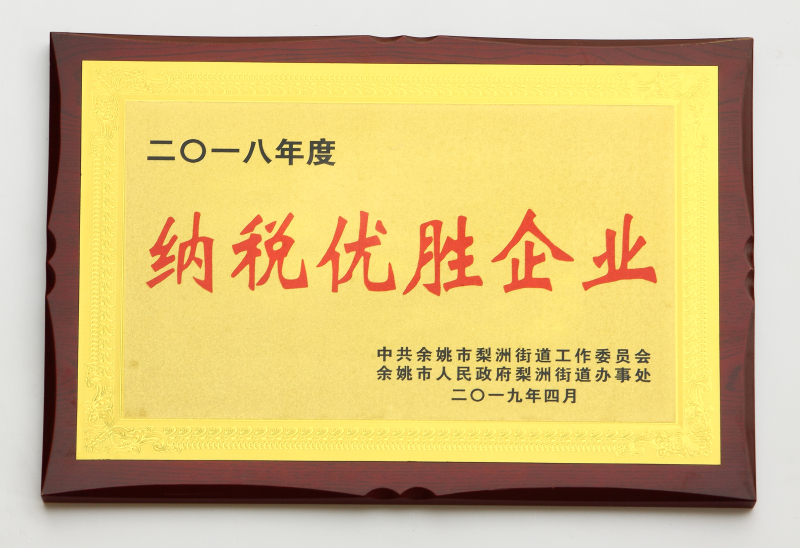 二〇一八年度
纳税优胜企业
中共余姚市梨洲街道工作委员会
余姚市人民政府梨洲街道办事处
二〇一九年四月